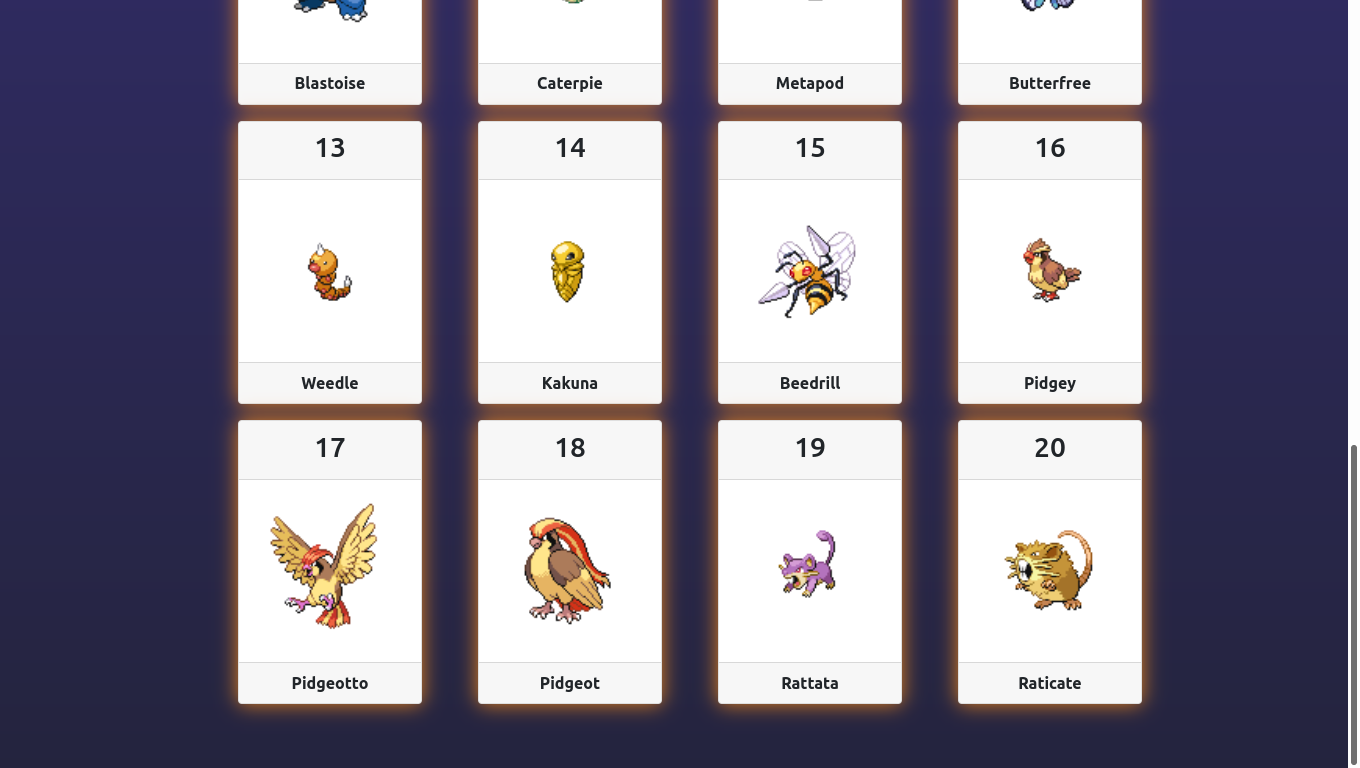 Blastoise
Caterpie
Metapod
Butterfree
13
14
15
16
Weedle
Kakuna
Beedrill
Pidgey
17
18
19
20
Pidgeotto
Pidgeot
Rattata
Raticate